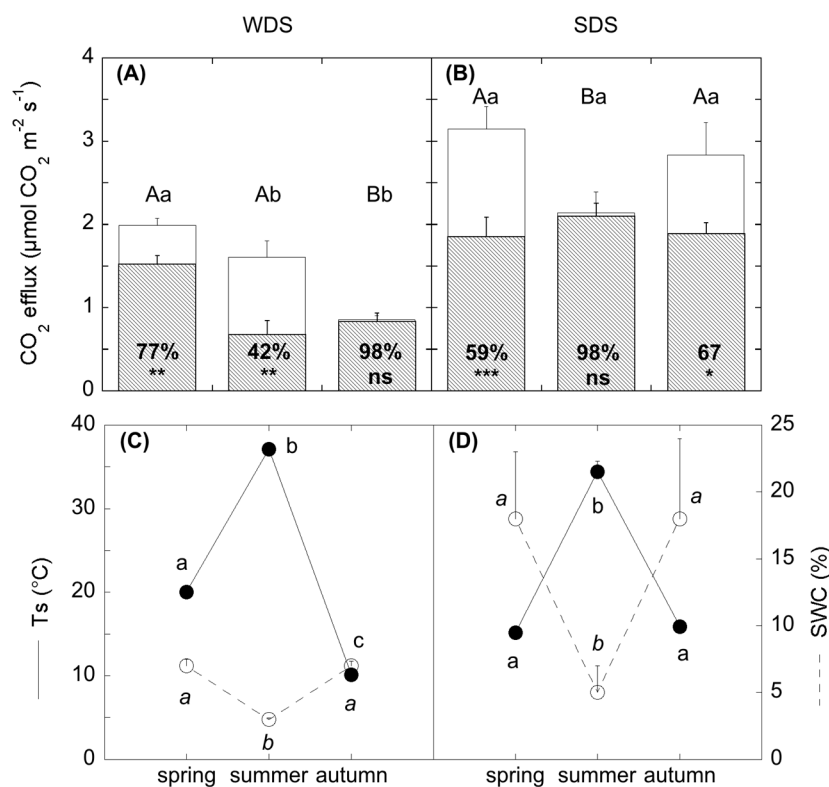 WDS SDS
(A) (B)
CO2 efflux (µmol CO2 m-2 s-1)
4
3
2
1
0
Aa Ab Bb
Aa Ba Aa
77% 42% 98%
** ** ns
59% 98% 67
*** ns *
(C) (D)
Ts (°C)
40
30
20
10
0
a b c
a b a
a b a
a b a
25
20
15
10
5
0
SWC (%)
spring summer autumn spring summer autumn